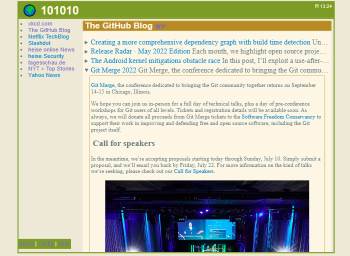 101010
13:24
xkcd.com
The GitHub Blog
Netflix TechBlog
Slashdot
heise online News
heise Security
tagesschau.de
NYT > Top Stories
Yahoo News
The GitHub Blog
Creating a more comprehensive dependency graph with build time detection Un…
Release Radar · May 2022 Edition Each month, we highlight open source proje…
The Android kernel mitigations obstacle race In this post, I'll exploit a use-after-…
Git Merge 2022 Git Merge, the conference dedicated to bringing the Git commu…
Git Merge, the conference dedicated to bringing the Git community together returns on September
14-15 in Chicago, Illinois.
We hope you can join us in-person for a full day of technical talks, plus a day of pre-conference
workshops for Git users of all levels. Tickets and registration details will be available soon. As
always, we will donate all proceeds from Git Merge tickets to the Software Freedom Conservancy to
support their work in improving and defending free and open source software, including the Git
project itself.
Call for speakers
In the meantime, we're accepting proposals starting today through Sunday, July 10. Simply submit a
proposal, and we'll email you back by Friday, July 22. For more information on the kind of talks
we're seeking, please check out our Call for Speakers.